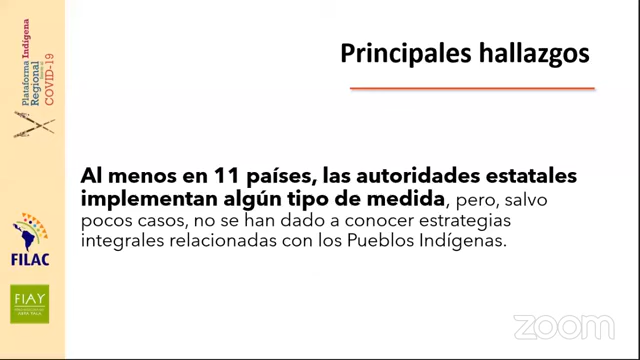 Principales hallazgos
Plataforma Indígena
Regional
COVID-19
Al menos en 11 países, las autoridades estatales
implementan algún tipo de medida, pero, salvo
pocos casos, no se han dado a conocer estrategias
integrales relacionadas con los Pueblos Indígenas.
FILAC
FIAY
ABYA YALA
zoom